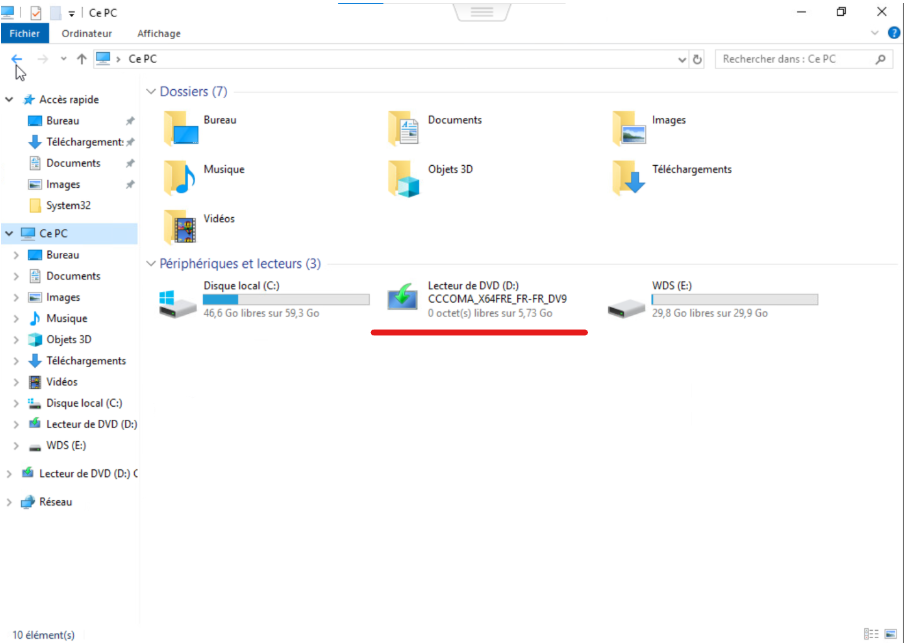 Ce PC
Fichier
Ordinateur
Affichage
Ce PC
Rechercher dans : Ce PC
Accès rapide
Bureau
Téléchargements
Documents
Images
System32
Ce PC
Bureau
Documents
Images
Musique
Objets 3D
Téléchargements
Vidéos
Disque local (C:)
Lecteur de DVD (D:)
WDS (E:)
Lecteur de DVD (D:) C
Réseau
Dossiers (7)
Bureau
Documents
Images
Musique
Objets 3D
Téléchargements
Vidéos
Périphériques et lecteurs (3)
Disque local (C:)
46,6 Go libres sur 59,3 Go
Lecteur de DVD (D:)
CCCOMA_X64FRE_FR-FR_DV9
0 octet(s) libres sur 5,73 Go
WDS (E:)
29,8 Go libres sur 29,9 Go
10 élément(s)